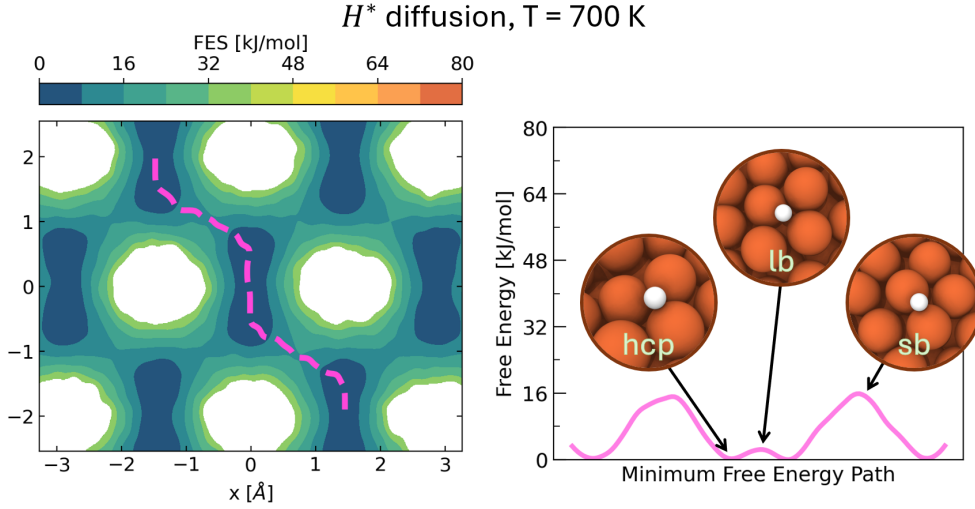 H* diffusion, T = 700 K
FES [kJ/mol]
0 16 32 48 64 80
2
1
0
−1
−2
−3 −2 −1 0 1 2 3
x [Å]
Free Energy [kJ/mol]
80
64
48
32
16
0
lb
hcp
sb
Minimum Free Energy Path